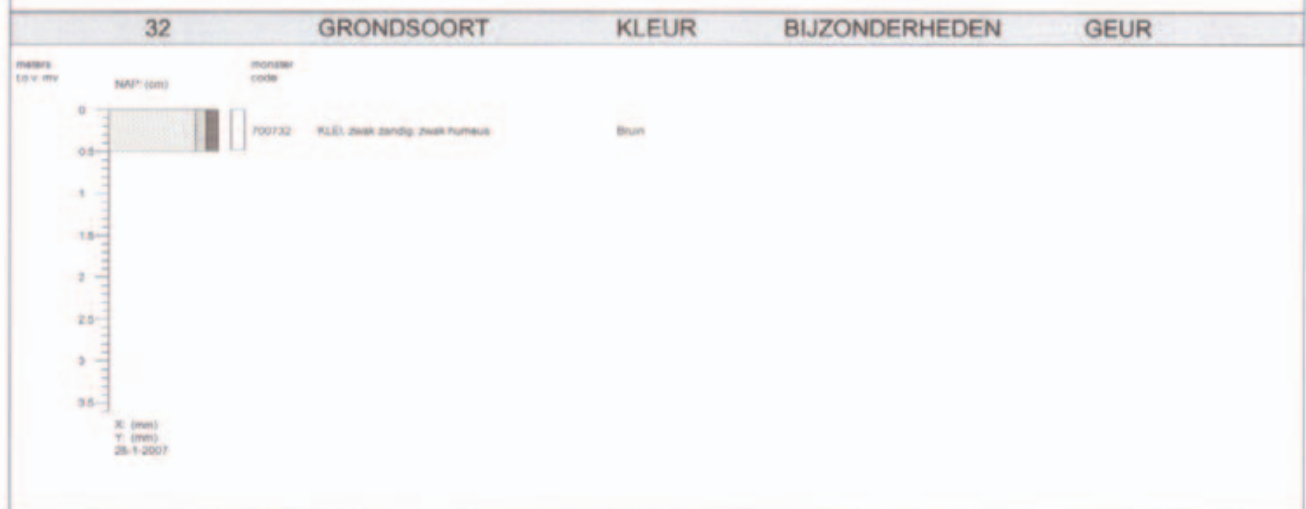 32 GRONDSOORT KLEUR BIJZONDERHEDEN GEUR
meters monster
t.o.v. mv code
NAP: (cm)
0
700732 KLEI, zwak zandig, zwak humeus Bruin
0.5
1
1.5
2
2.5
3
3.5
X: (mm)
Y: (mm)
28-1-2007